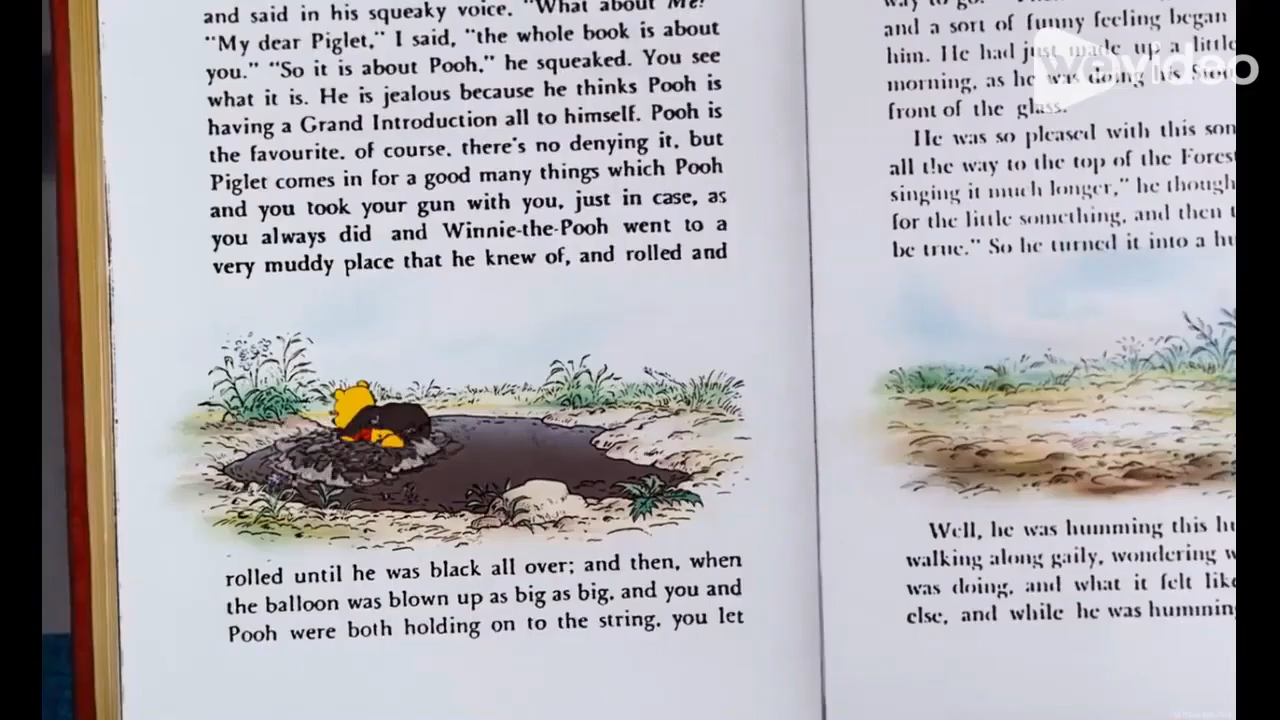 and said in his squeaky voice. "What about Me?"
"My dear Piglet," I said, "the whole book is about
you." "So it is about Pooh," he squeaked. You see
what it is. He is jealous because he thinks Pooh is
having a Grand Introduction all to himself. Pooh is
the favourite, of course, there's no denying it, but
Piglet comes in for a good many things which Pooh
and you took your gun with you, just in case, as
you always did and Winnie-the-Pooh went to a
very muddy place that he knew of, and rolled and
rolled until he was black all over; and then, when
the balloon was blown up as big as big, and you and
Pooh were both holding on to the string, you let
way to go.
and a sort of funny feeling began
him. He had just made up a little
morning, as he was doing his
front of the glass.
He was so pleased with this son
all the way to the top of the Forest
singing it much longer," he though
for the little something, and then t
be true." So he turned it into a hu
Well, he was humming this hu
walking along gaily, wondering w
was doing, and what it felt like
else, and while he was humming
wevideo